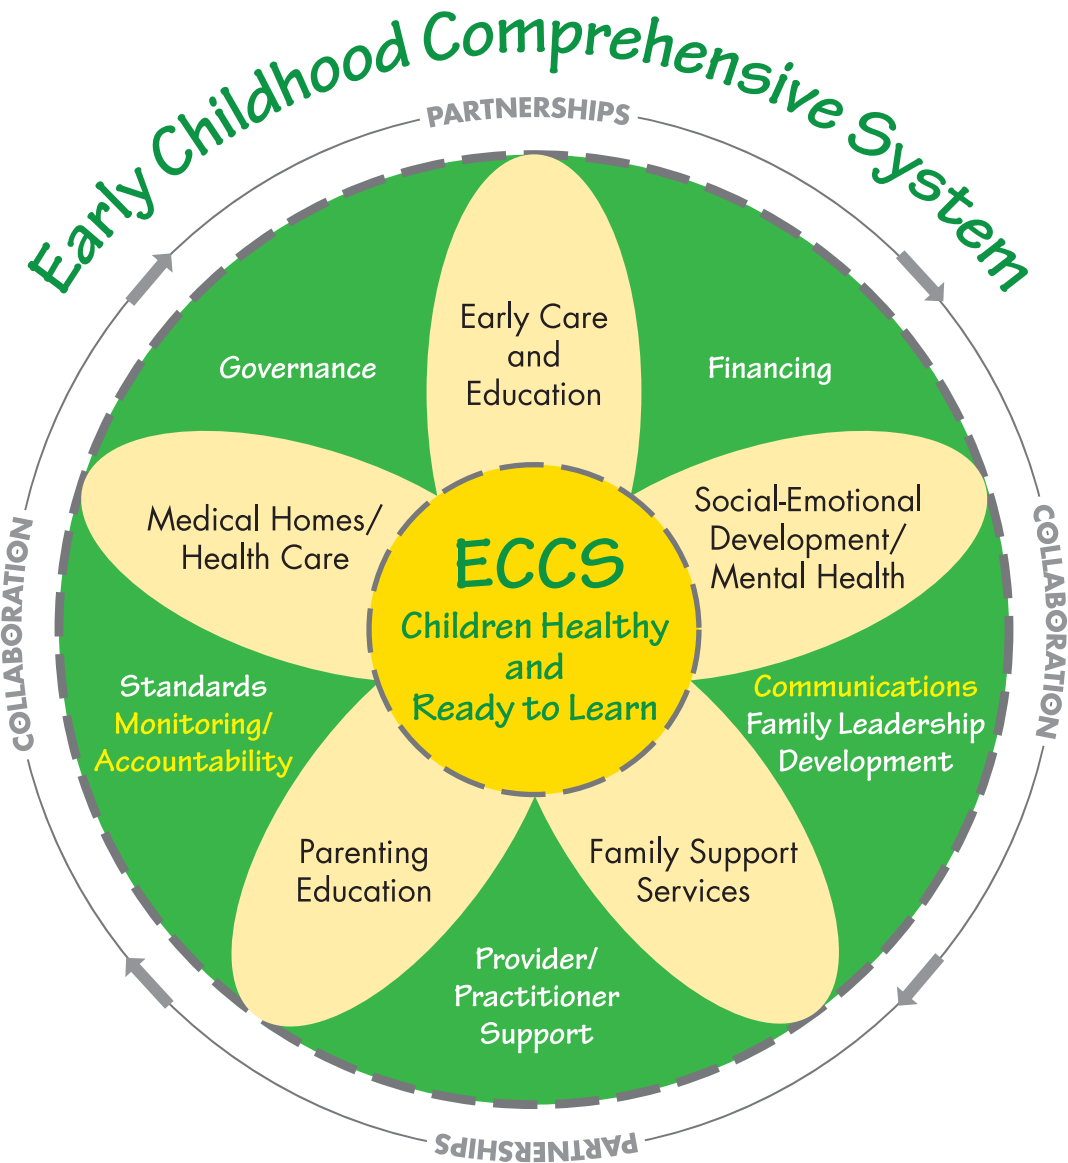 Early Childhood Comprehensive System
PARTNERSHIPS
Early Care
and
Education
Governance
Financing
Medical Homes/
Health Care
Social-Emotional
Development/
Mental Health
COLLABORATION
COLLABORATION
ECCS
Children Healthy
and
Ready to Learn
Standards
Monitoring/
Accountability
Communications
Family Leadership
Development
Parenting
Education
Family Support
Services
Provider/
Practitioner
Support
PARTNERSHIPS